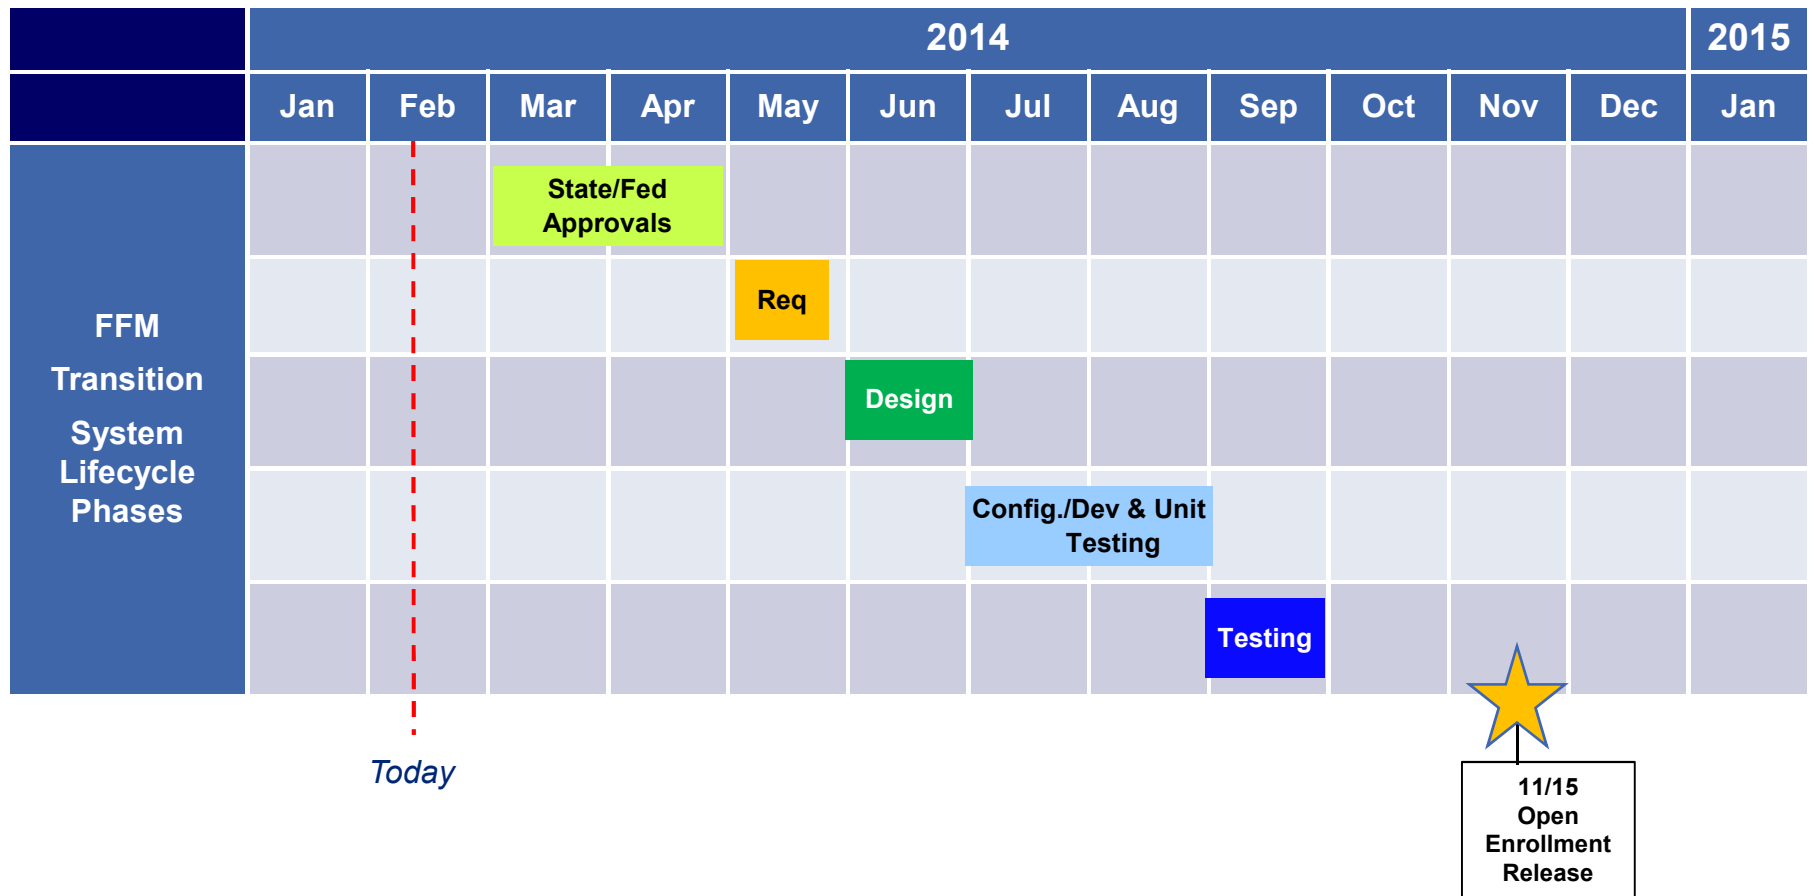 2014
2015
Jan
Feb
Mar
Apr
May
Jun
Jul
Aug
Sep
Oct
Nov
Dec
Jan
FFM
Transition
System
Lifecycle
Phases
State/Fed
Approvals
Req
Design
Config./Dev & Unit
Testing
Testing
Today
11/15
Open
Enrollment
Release